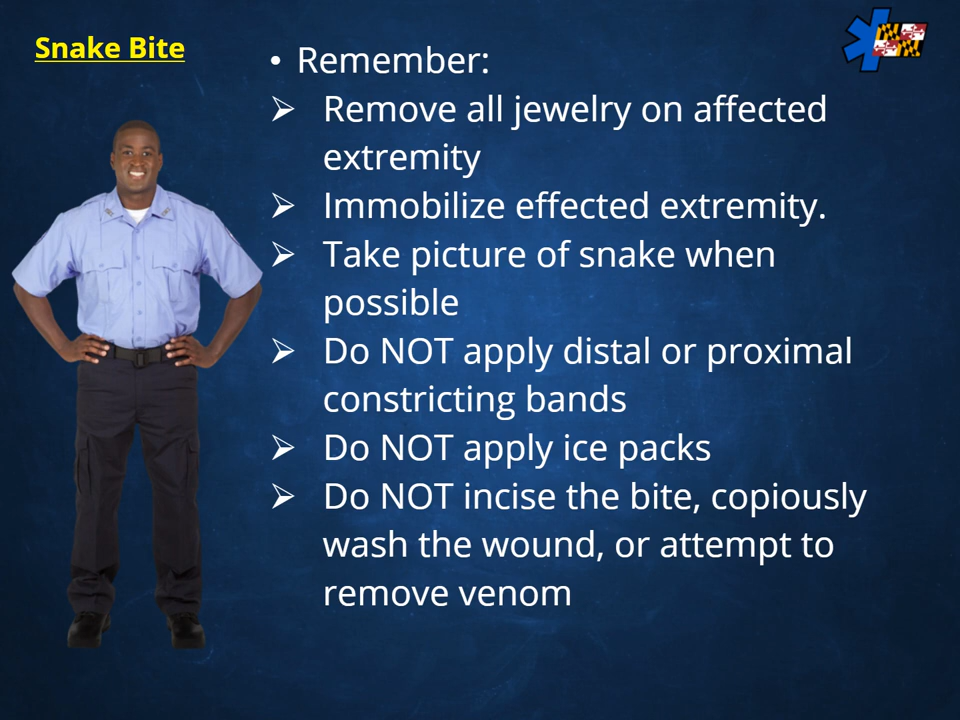 Snake Bite
• Remember:
➢ Remove all jewelry on affected
extremity
➢ Immobilize effected extremity.
➢ Take picture of snake when
possible
➢ Do NOT apply distal or proximal
constricting bands
➢ Do NOT apply ice packs
➢ Do NOT incise the bite, copiously
wash the wound, or attempt to
remove venom